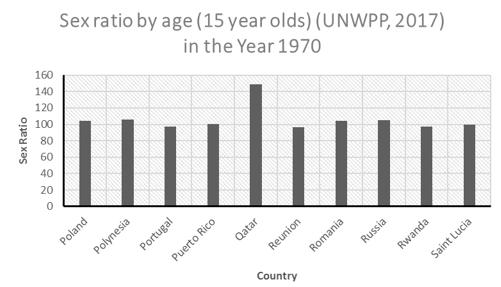 Sex ratio by age (15 year olds) (UNWPP, 2017)
in the Year 1970
160
140
120
100
80
60
40
20
0
Sex Ratio
Poland
Polynesia
Portugal
Puerto Rico
Qatar
Reunion
Romania
Russia
Rwanda
Saint Lucia
Country